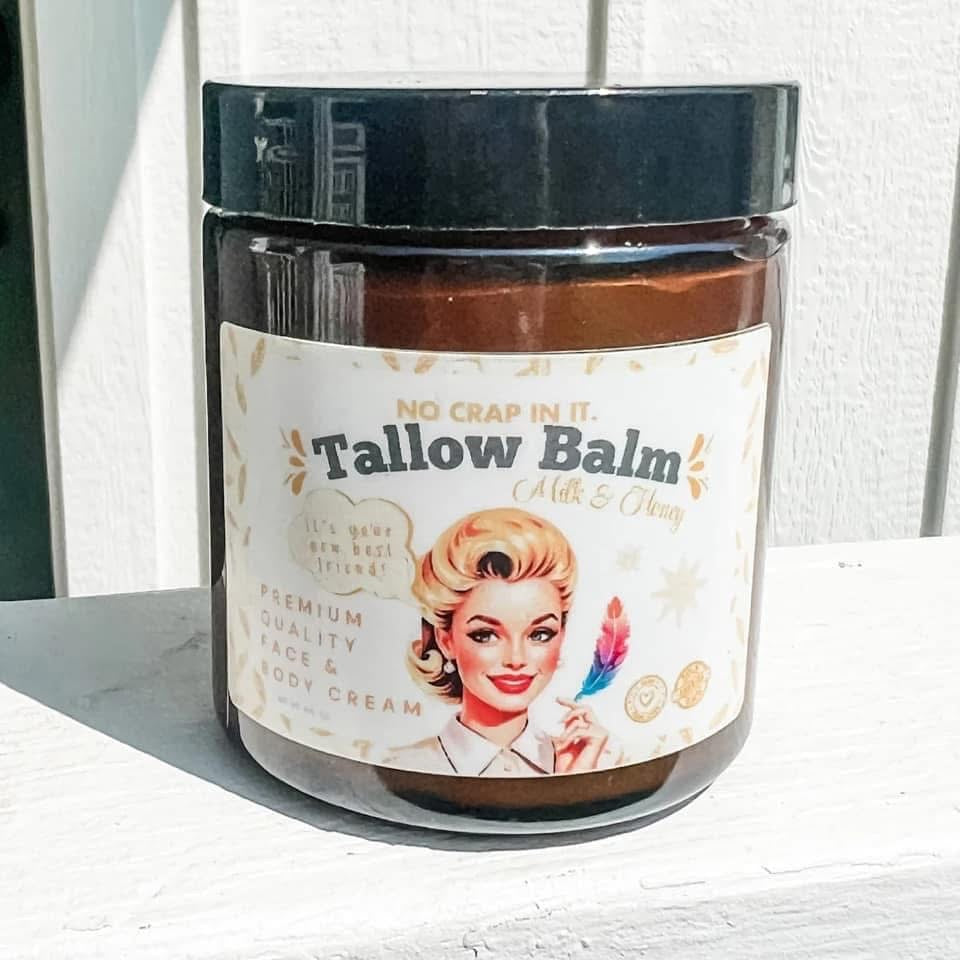 NO CRAP IN IT.
Tallow Balm
Milk & Honey
it's your
new best
friend!
PREMIUM
QUALITY
FACE &
BODY CREAM